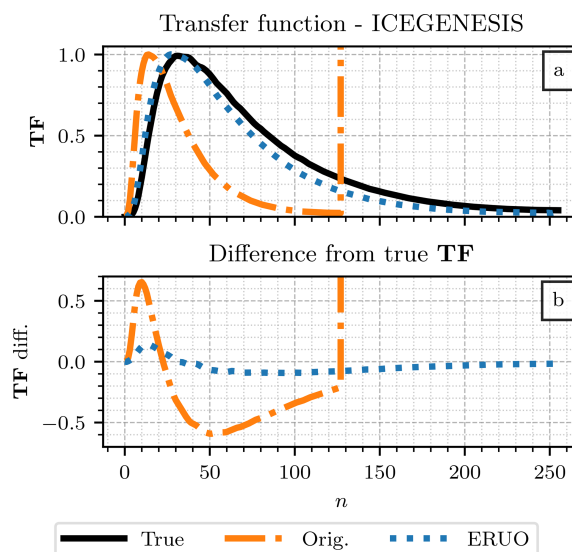 Transfer function - ICEGENESIS
a
TF
1.0
0.5
0.0
Difference from true TF
b
TF diff.
0.5
0.0
−0.5
0 50 100 150 200 250
n
True Orig. ERUO